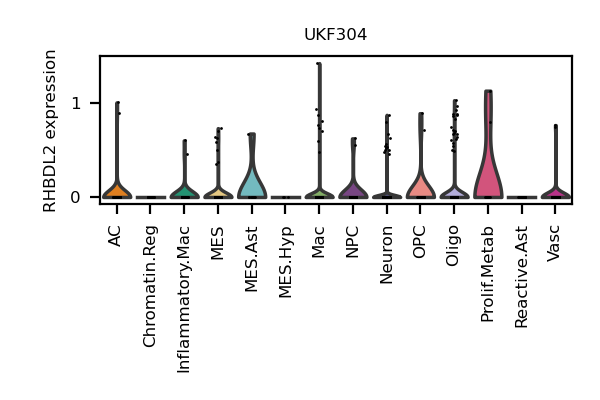 UKF304
RHBDL2 expression
1
0
AC
Chromatin.Reg
Inflammatory.Mac
MES
MES.Ast
MES.Hyp
Mac
NPC
Neuron
OPC
Oligo
Prolif.Metab
Reactive.Ast
Vasc